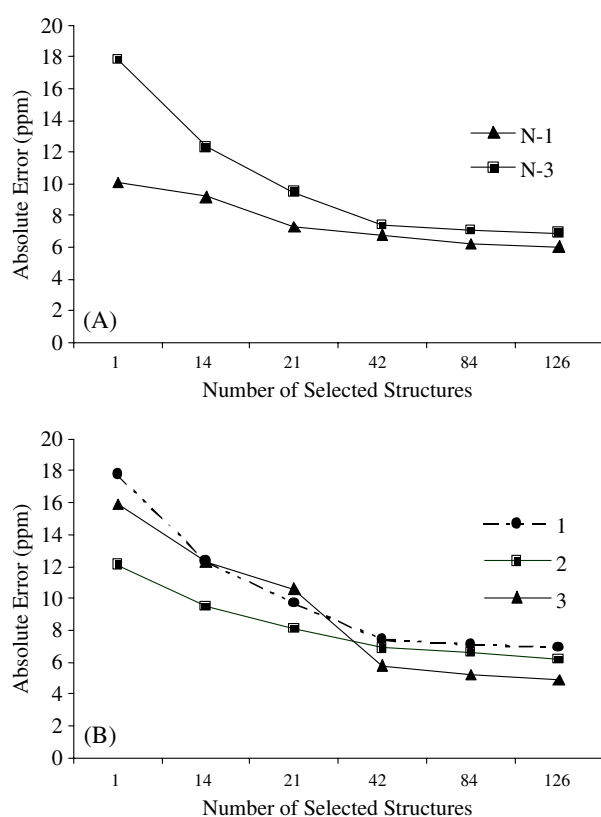 20
18
16
14
12
10
8
6
4
2
0
Absolute Error (ppm)
N-1
N-3
(A)
1 14 21 42 84 126
Number of Selected Structures
20
18
16
14
12
10
8
6
4
2
0
Absolute Error (ppm)
1
2
3
(B)
1 14 21 42 84 126
Number of Selected Structures